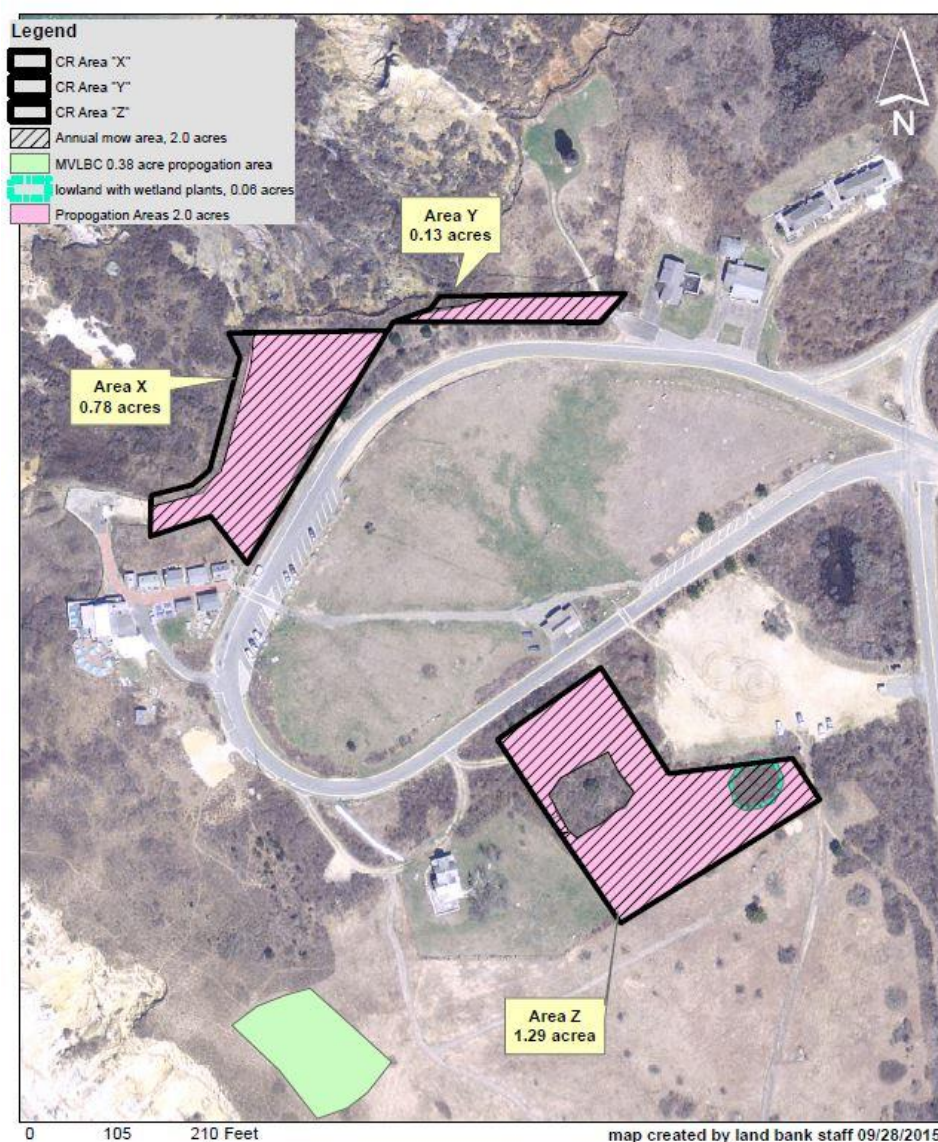 Legend
CR Area "X"
CR Area "Y"
CR Area "Z"
Annual mow area, 2.0 acres
MVLBC 0.38 acre propogation area
lowland with wetland plants, 0.06 acres
Propogation Areas 2.0 acres
N
Area Y
0.13 acres
Area X
0.78 acres
Area Z
1.29 acrea
0 105 210 Feet
map created by land bank staff 09/28/2015